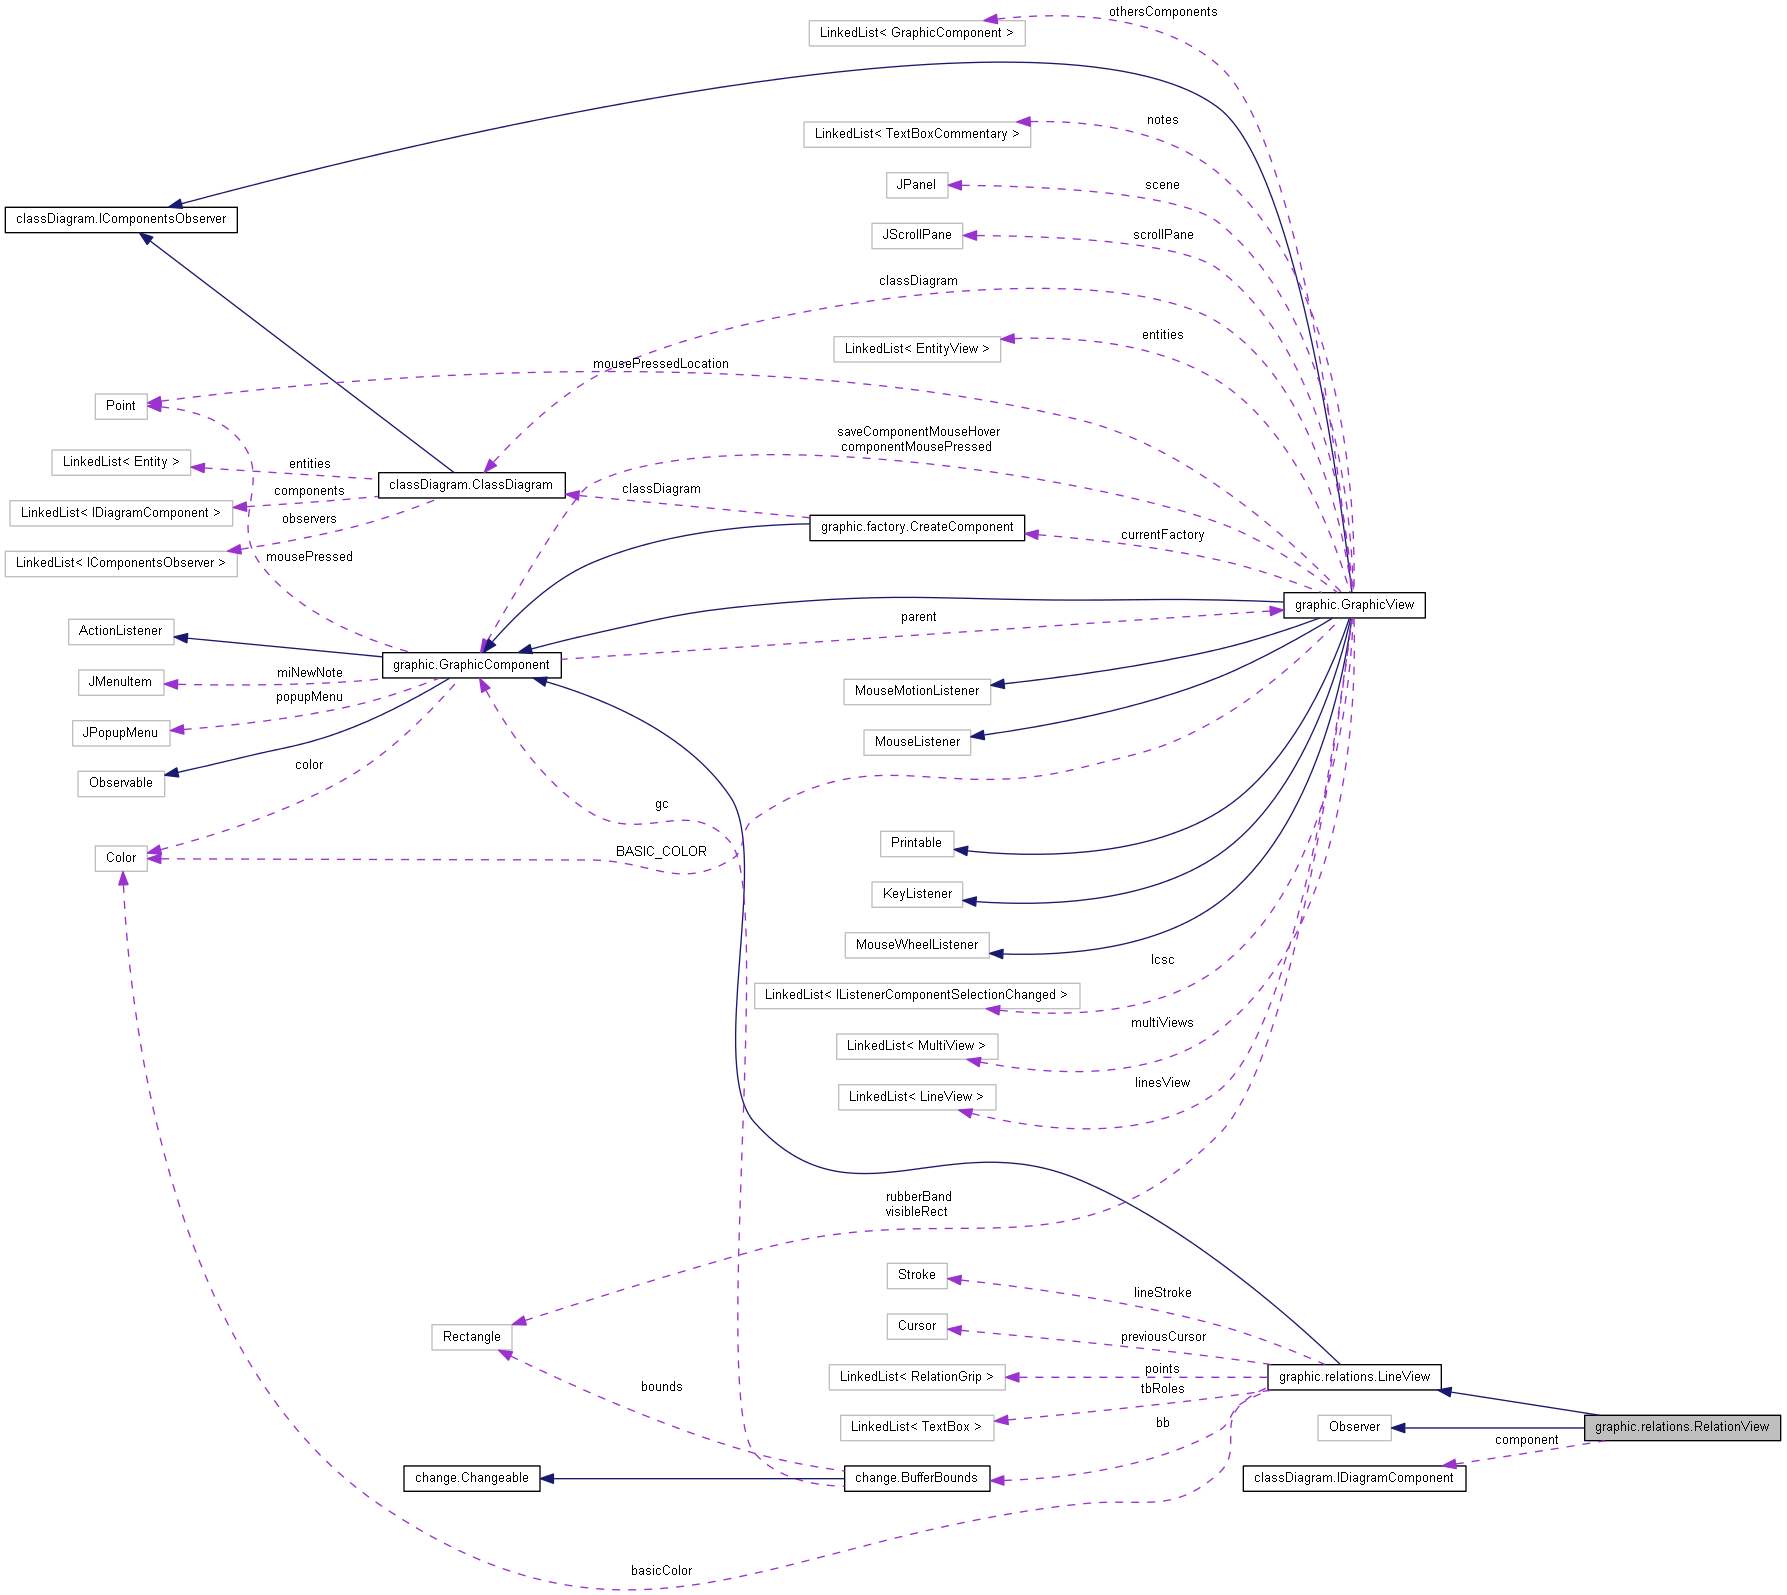 othersComponents
LinkedList< GraphicComponent >
notes
LinkedList< TextBoxCommentary >
JPanel
scene
classDiagram.IComponentsObserver
JScrollPane
scrollPane
classDiagram
entities
LinkedList< EntityView >
mousePressedLocation
Point
saveComponentMouseHover
componentMousePressed
LinkedList< Entity >
entities
classDiagram.ClassDiagram
classDiagram
components
LinkedList< IDiagramComponent >
observers
graphic.factory.CreateComponent
currentFactory
LinkedList< IComponentsObserver >
mousePressed
graphic.GraphicView
parent
ActionListener
graphic.GraphicComponent
miNewNote
JMenuItem
popupMenu
MouseMotionListener
JPopupMenu
MouseListener
color
Observable
gc
Printable
BASIC_COLOR
Color
KeyListener
MouseWheelListener
lcsc
LinkedList< IListenerComponentSelectionChanged >
multiViews
LinkedList< MultiView >
linesView
LinkedList< LineView >
rubberBand
visibleRect
Stroke
lineStroke
Cursor
previousCursor
Rectangle
points
LinkedList< RelationGrip >
graphic.relations.LineView
bounds
tbRoles
LinkedList< TextBox >
bb
Observer
graphic.relations.RelationView
component
change.Changeable
change.BufferBounds
classDiagram.IDiagramComponent
basicColor